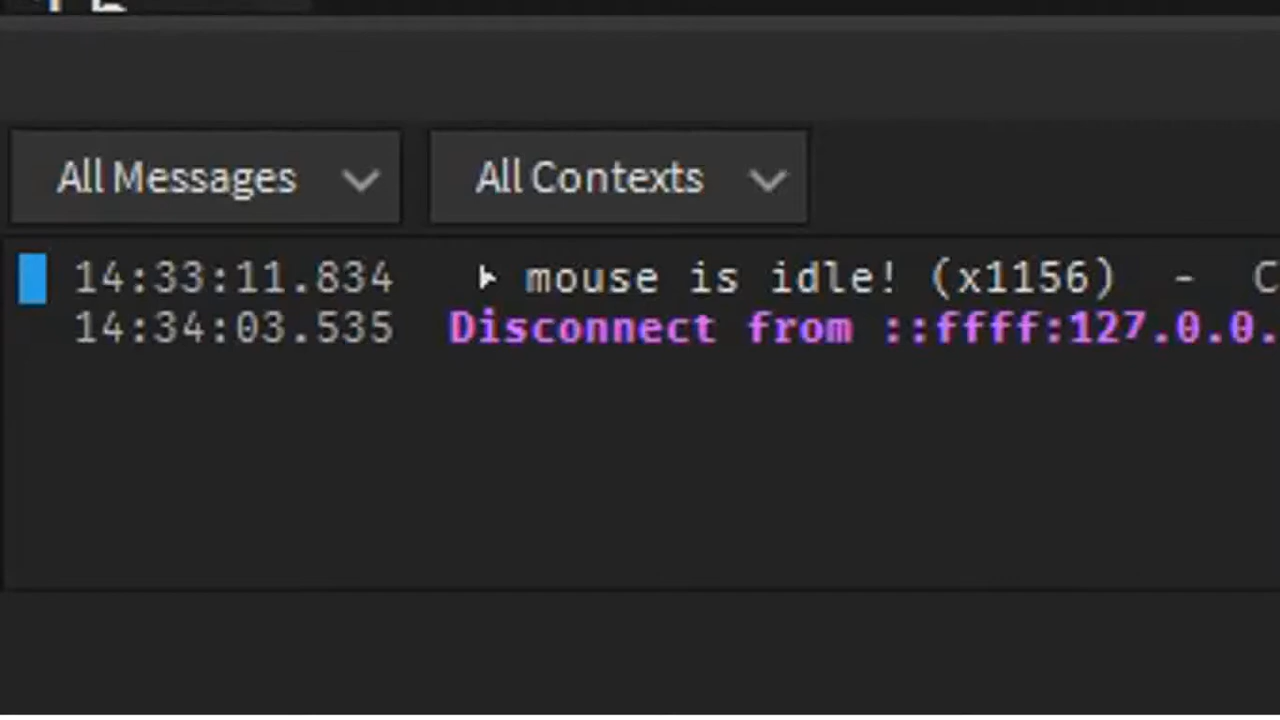 All Messages All Contexts
14:33:11.834 mouse is idle! (x1156) - C
14:34:03.535 Disconnect from ::ffff:127.0.0.